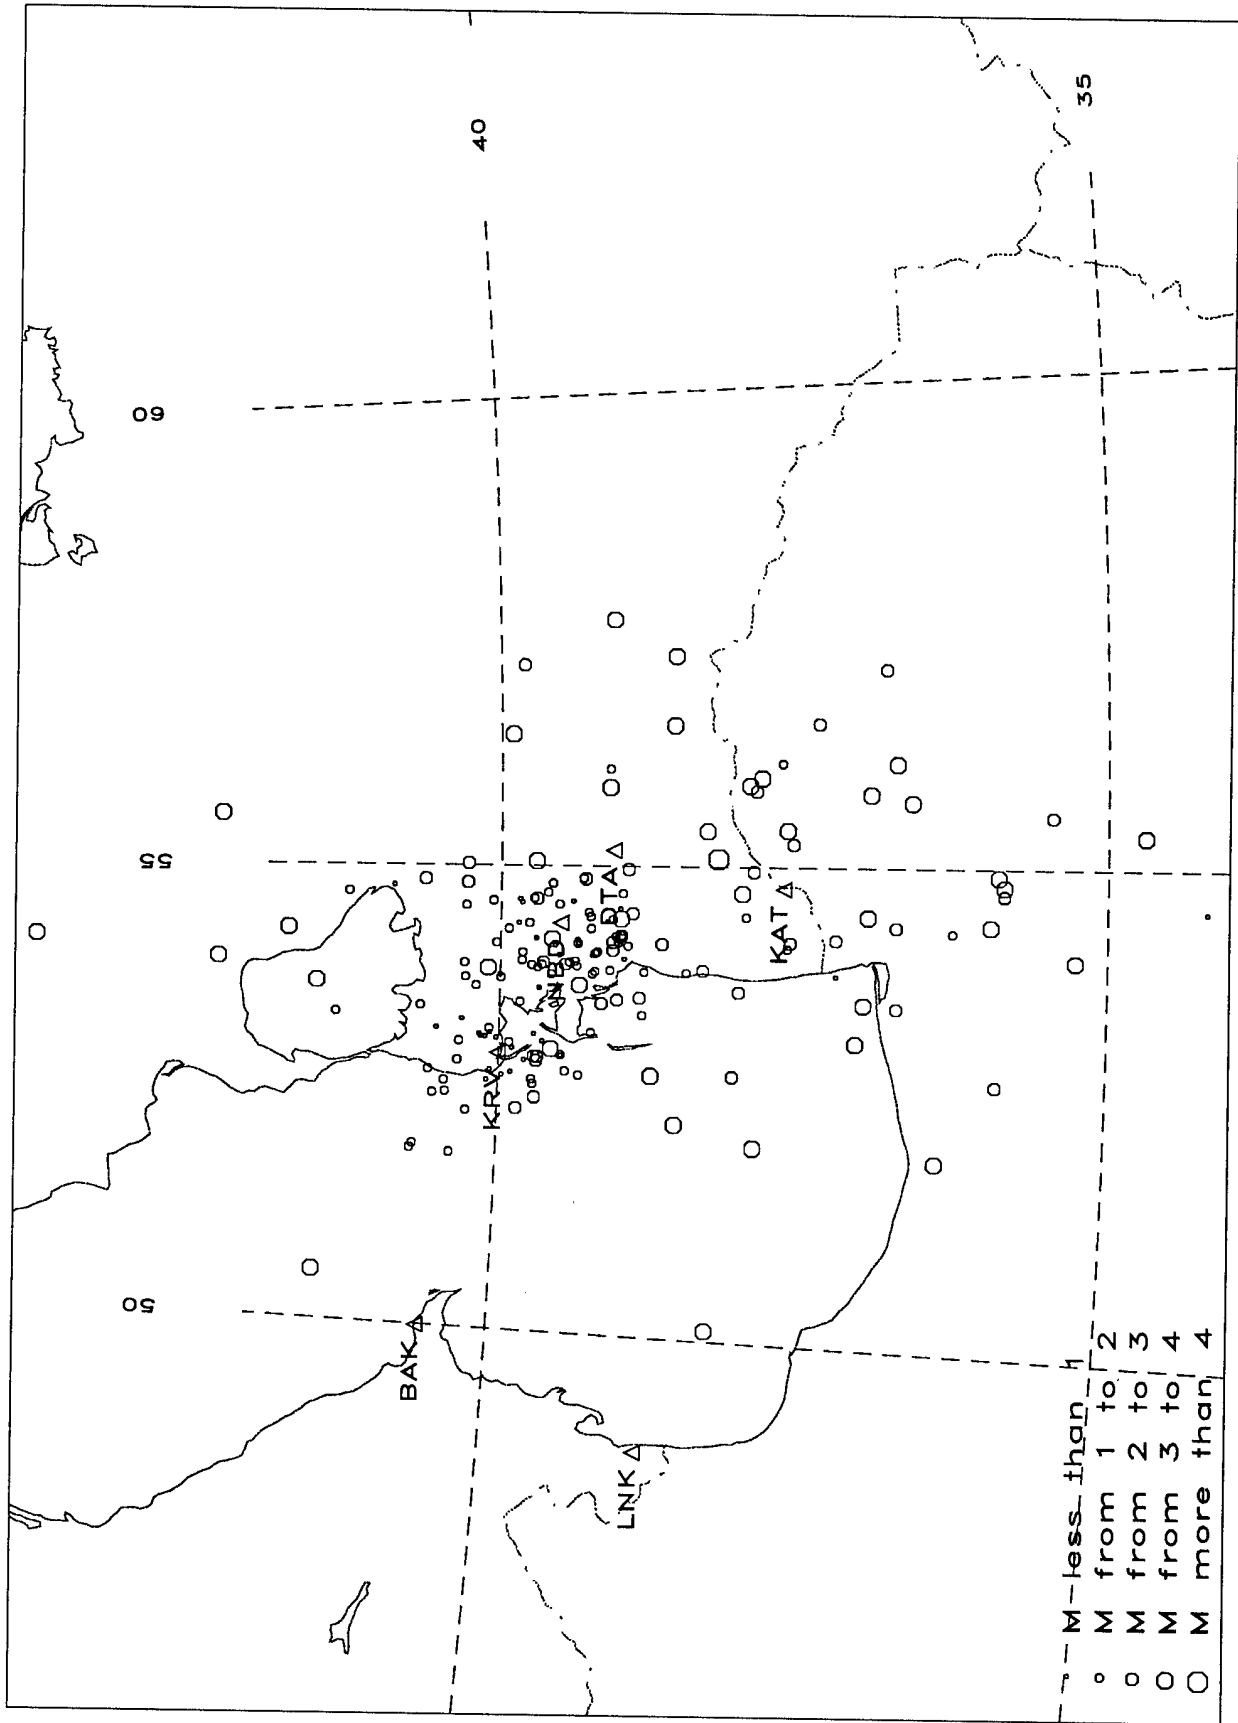 40
35
60
55
50
BAK
LNK
KRV
NBD
DTA
KAT
M less than 1
M from 1 to 2
M from 2 to 3
M from 3 to 4
M more than 4